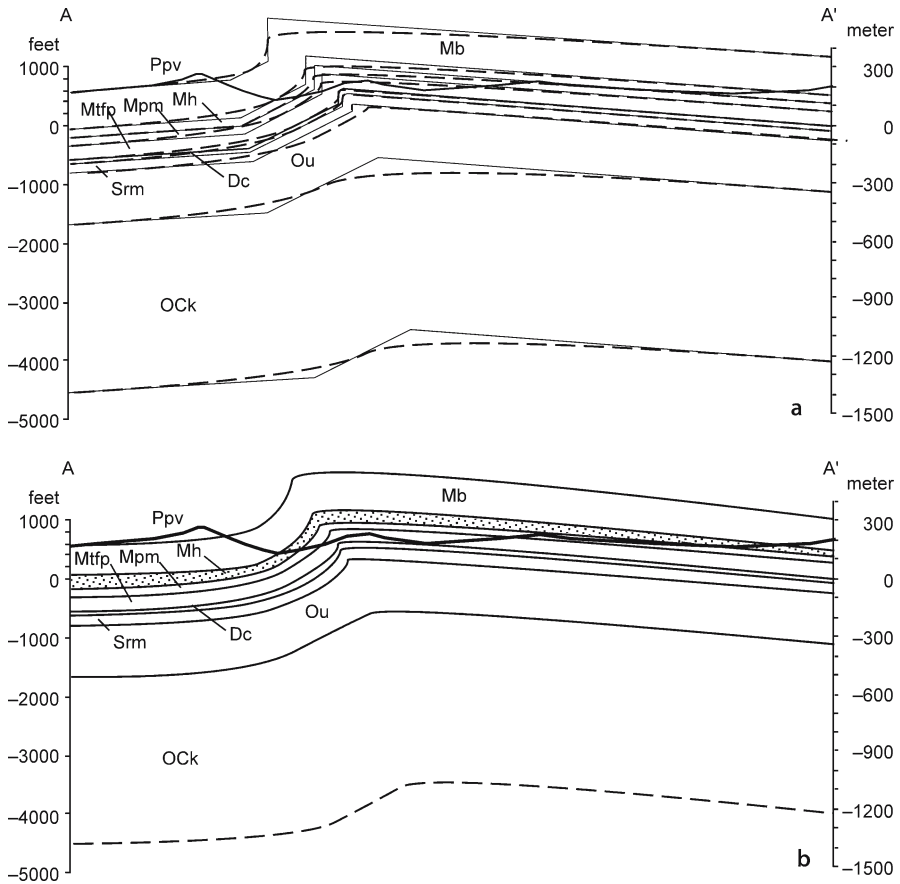 A A'
feet meter
Mb
Ppv
1000 300
Mtfp Mpm Mh
0 0
Ou
Srm Dc
–1000 –300
–2000 –600
OCk
–3000 –900
–4000 –1200
a
–5000 –1500
A A'
feet meter
Mb
Ppv
1000 300
Mtfp Mpm Mh
0 0
Ou
Srm Dc
–1000 –300
–2000 –600
OCk
–3000 –900
–4000 –1200
b
–5000 –1500